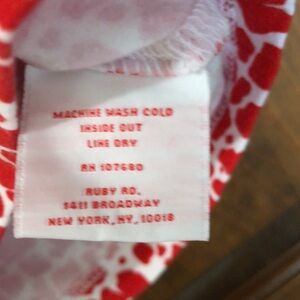 MACHINE WASH COLD
INSIDE OUT
LINE DRY
RN 107680
RUBY RD.
1411 BROADWAY
NEW YORK, NY, 10018